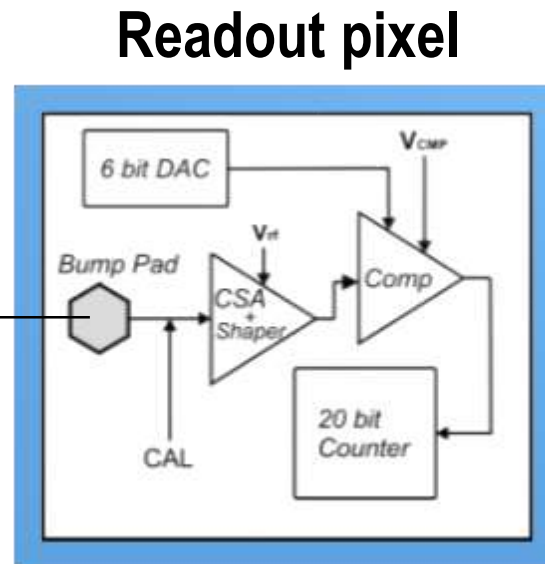 Readout pixel
6 bit DAC
VCMP
Bump Pad
Vrf
CSA
+
Shaper
Comp
20 bit
Counter
CAL